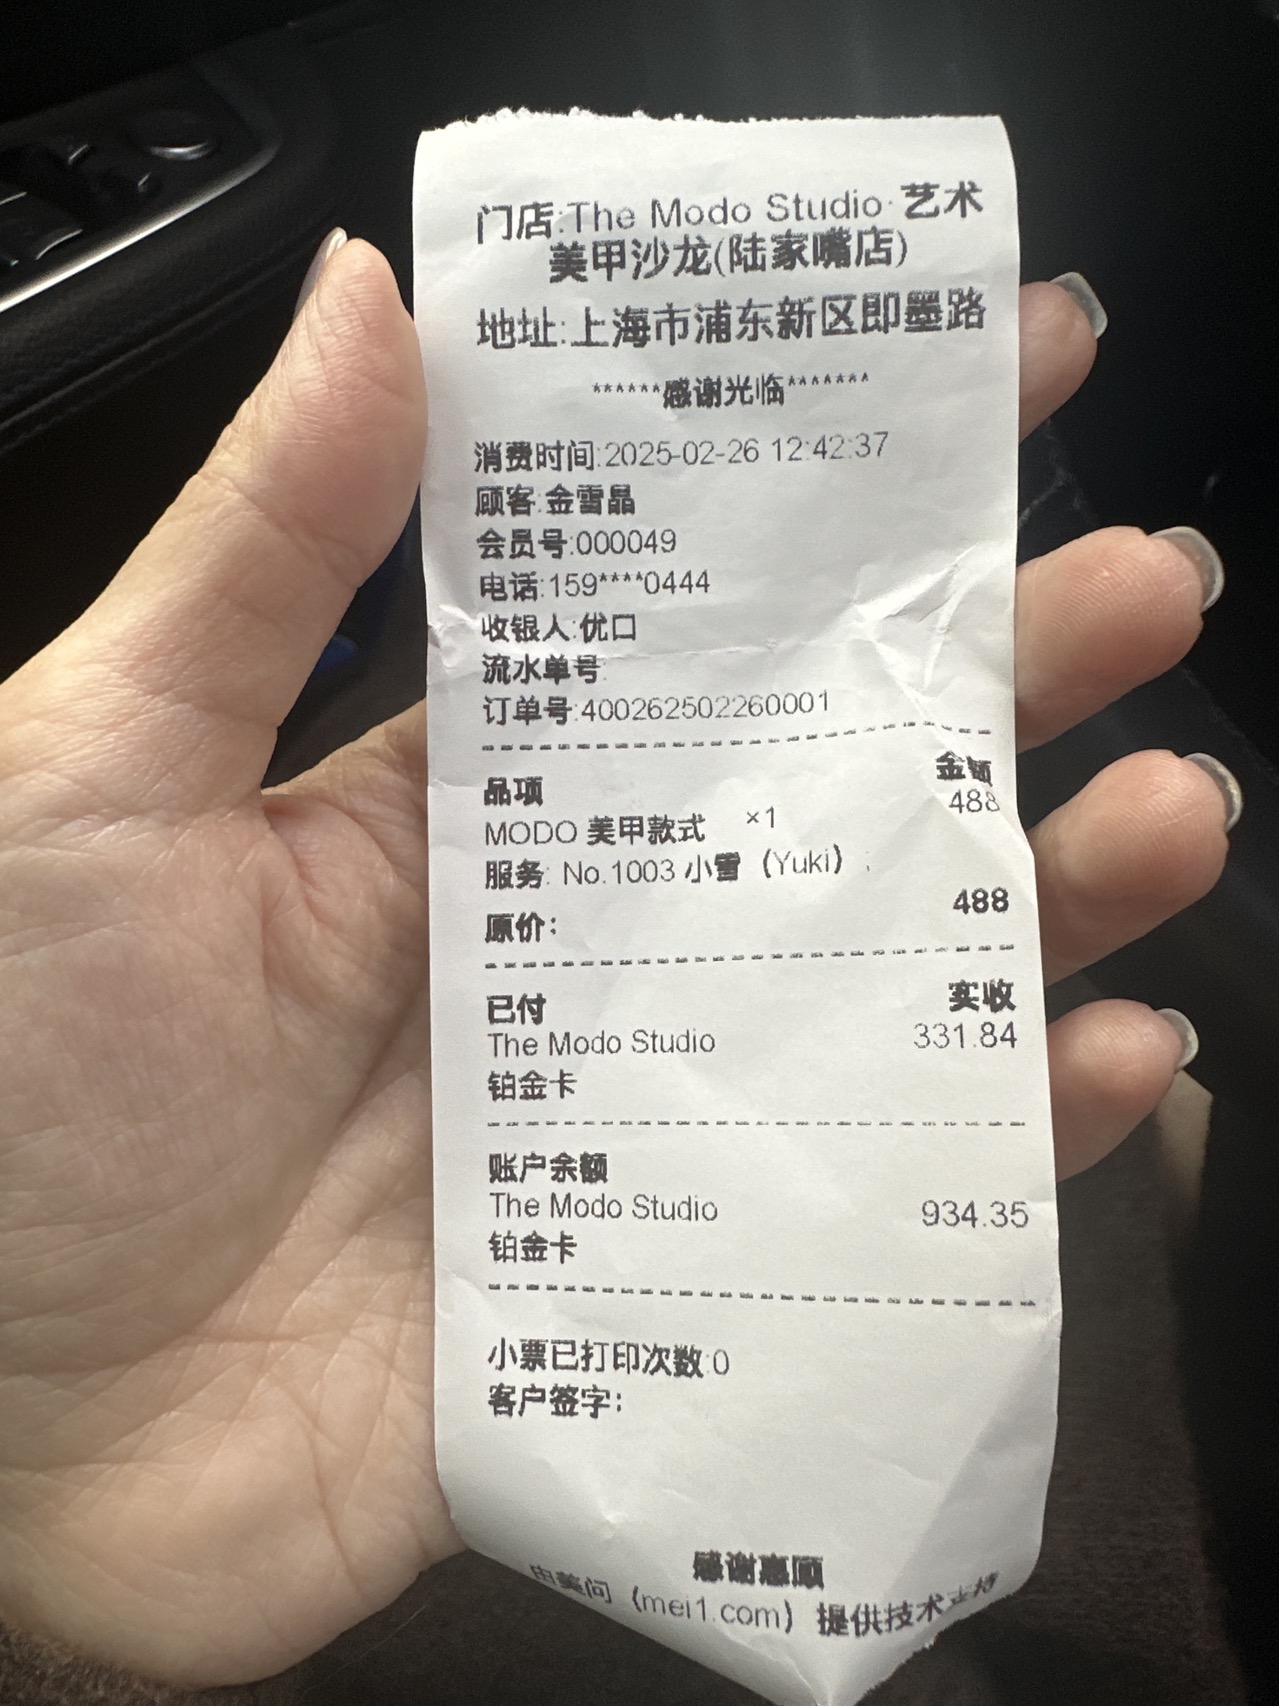 门店:The Modo Studio·艺术
美甲沙龙(陆家嘴店)
地址:上海市浦东新区即墨路
******感谢光临*******
消费时间:2025-02-26 12:42:37
顾客:金雪晶
会员号:000049
电话:159****0444
收银人:优口
流水单号:
订单号:400262502260001
品项 金额
MODO 美甲款式 ×1 488
服务: No.1003 小雪（Yuki）;
原价: 488
已付 实收
The Modo Studio 331.84
铂金卡
账户余额
The Modo Studio 934.35
铂金卡
小票已打印次数:0
客户签字:
感谢惠顾
由美问（mei1.com）提供技术支持